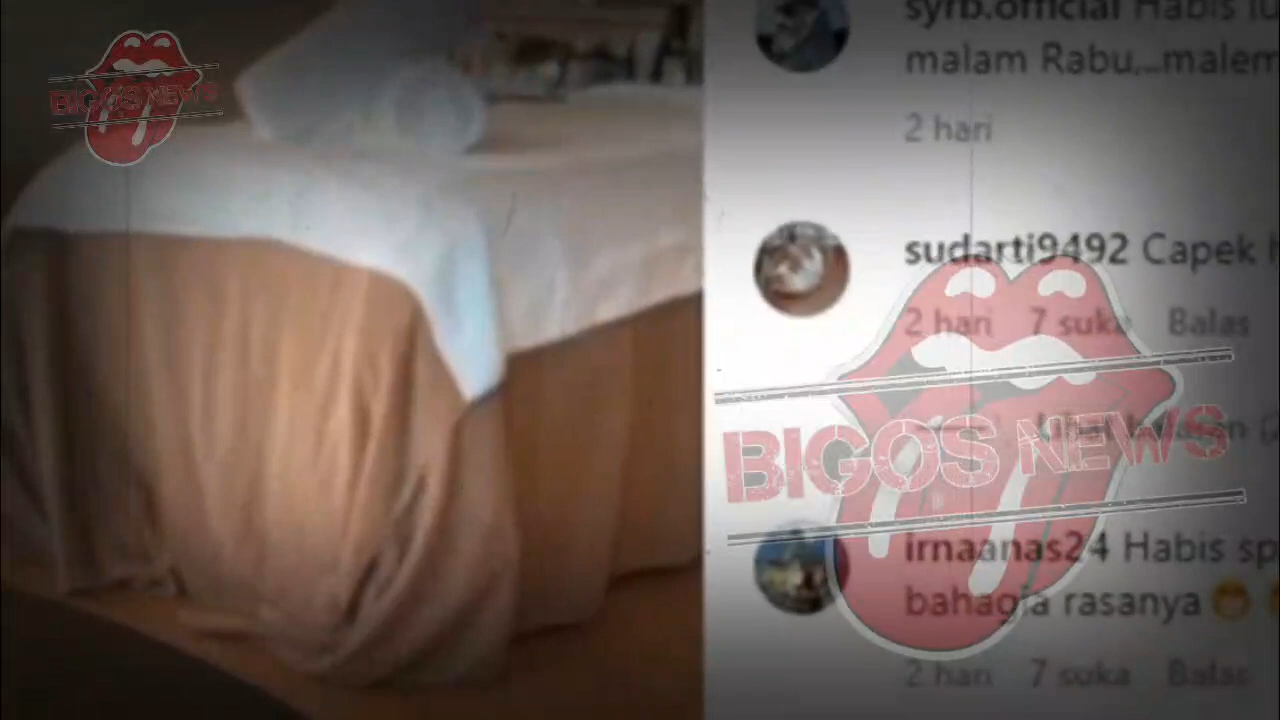 BIGOS NEWS
syrb.official Habis
malam Rabu,..malem
2 hari
sudarti9492 Capek
2 hari 7 suka Balas
BIGOS NEWS
irnaanas24 Habis
bahagia rasanya
2 hari 7 suka Balas